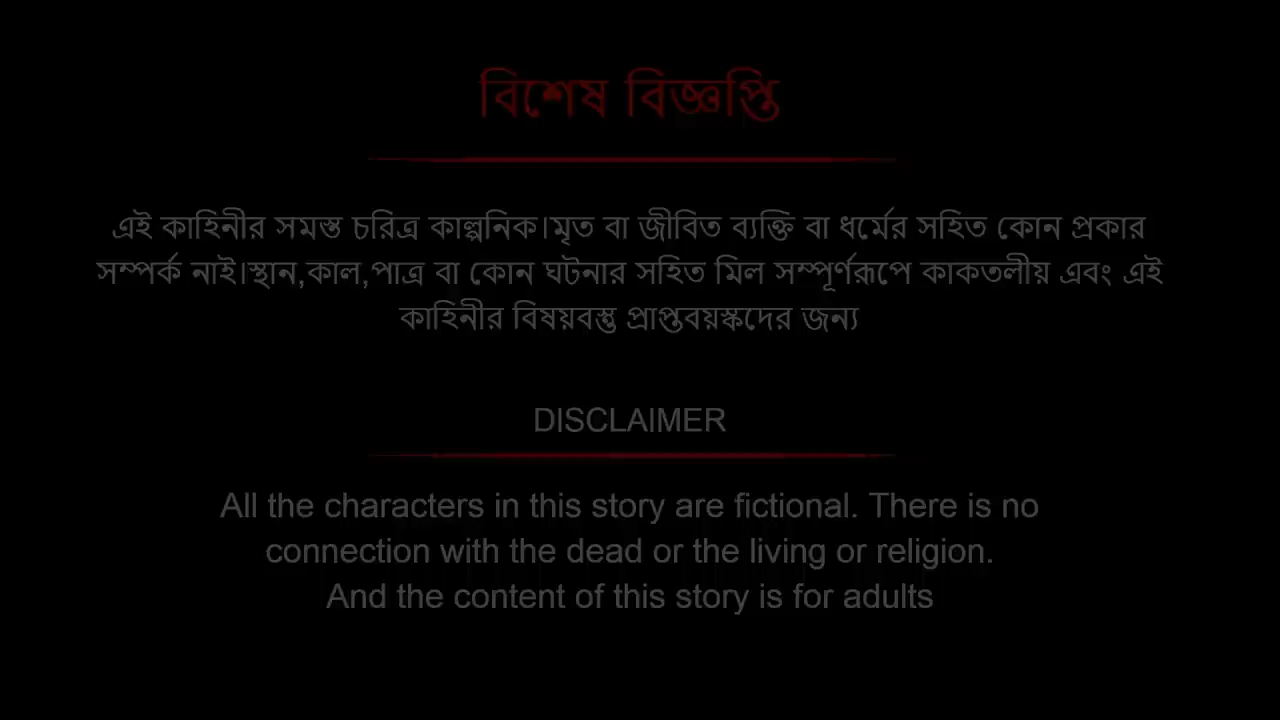 বিশেষ বিজ্ঞপ্তি
এই কাহিনীর সমস্ত চরিত্র কাল্পনিক।মৃত বা জীবিত ব্যক্তি বা ধর্মের সহিত কোন প্রকার
সম্পর্ক নাই।স্থান,কাল,পাত্র বা কোন ঘটনার সহিত মিল সম্পূর্ণরূপে কাকতলীয় এবং এই
কাহিনীর বিষয়বস্তু প্রাপ্তবয়স্কদের জন্য
DISCLAIMER
All the characters in this story are fictional. There is no
connection with the dead or the living or religion.
And the content of this story is for adults